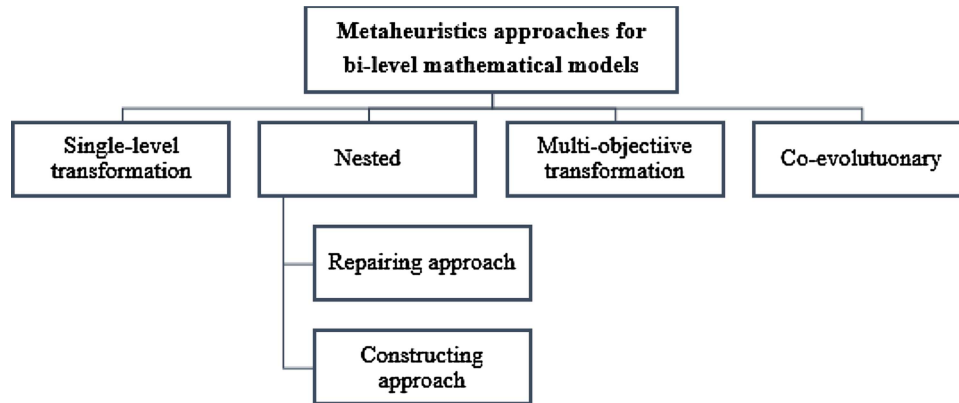 Metaheuristics approaches for
bi-level mathematical models
Single-level
transformation
Nested
Multi-objectiive
transformation
Co-evolutuonary
Repairing approach
Constructing
approach